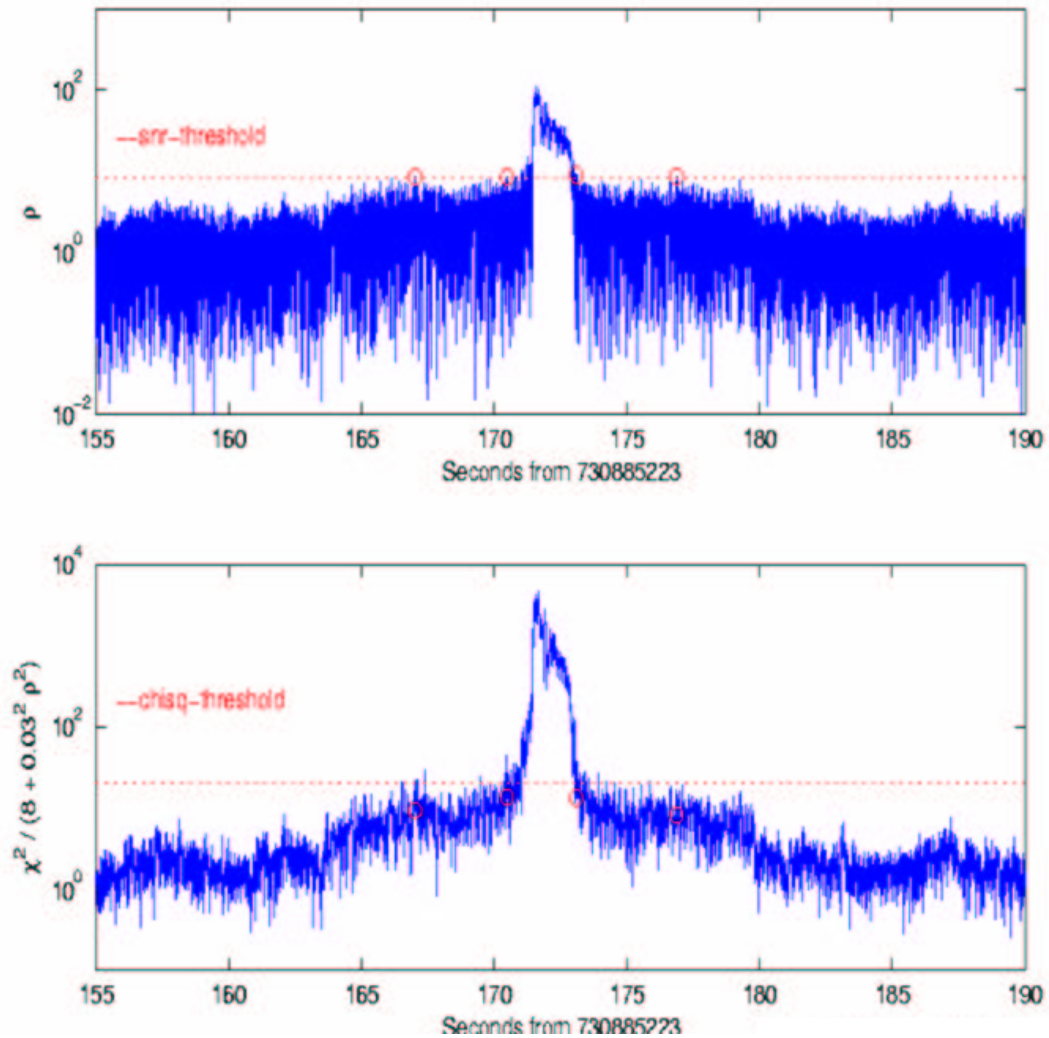 10²
—snr-threshold
ρ
10⁰
10⁻²
155 160 165 170 175 180 185 190
Seconds from 730885223
10⁴
χ² / (8 + 0.03² ρ²)
—chisq-threshold
10²
10⁰
155 160 165 170 175 180 185 190
Seconds from 730885223